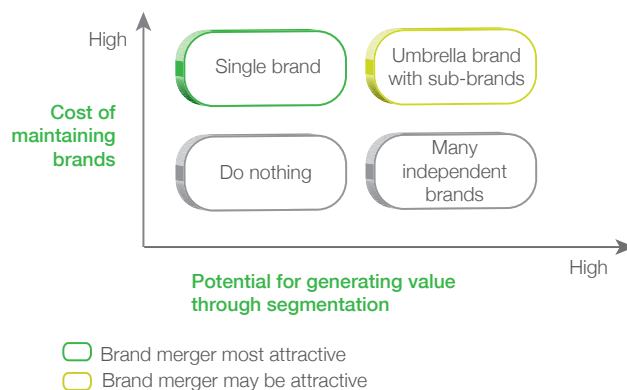 High
Single brand
Umbrella brand
with sub-brands
Cost of
maintaining
brands
Do nothing
Many
independent
brands
High
Potential for generating value
through segmentation
Brand merger most attractive
Brand merger may be attractive